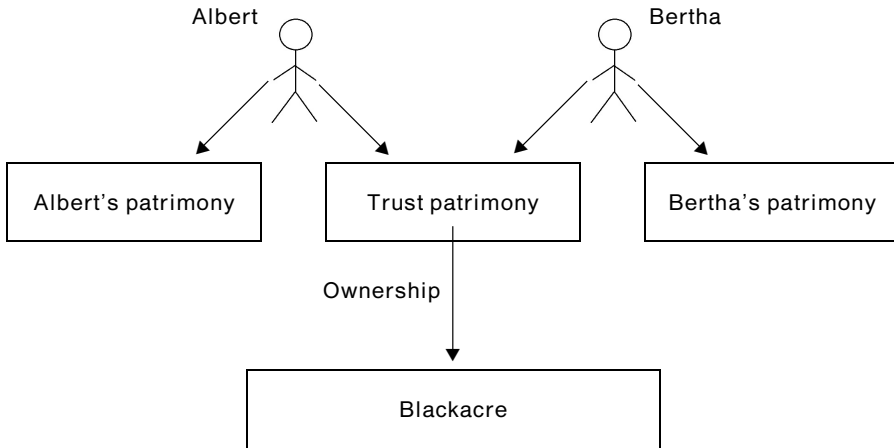 Albert
Bertha
Albert's patrimony
Trust patrimony
Bertha's patrimony
Ownership
Blackacre